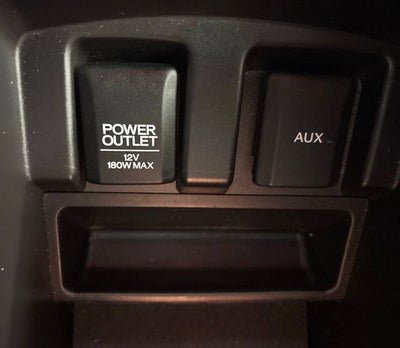 POWER
OUTLET
12V
180W MAX
AUX